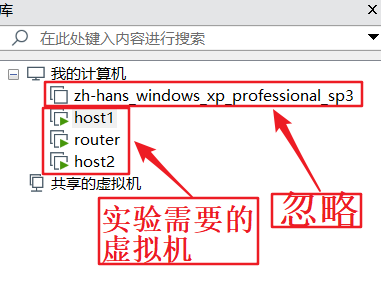 库
在此处键入内容进行搜索
我的计算机
zh-hans_windows_xp_professional_sp3
host1
router
host2
共享的虚拟机
实验需要的
虚拟机
忽略